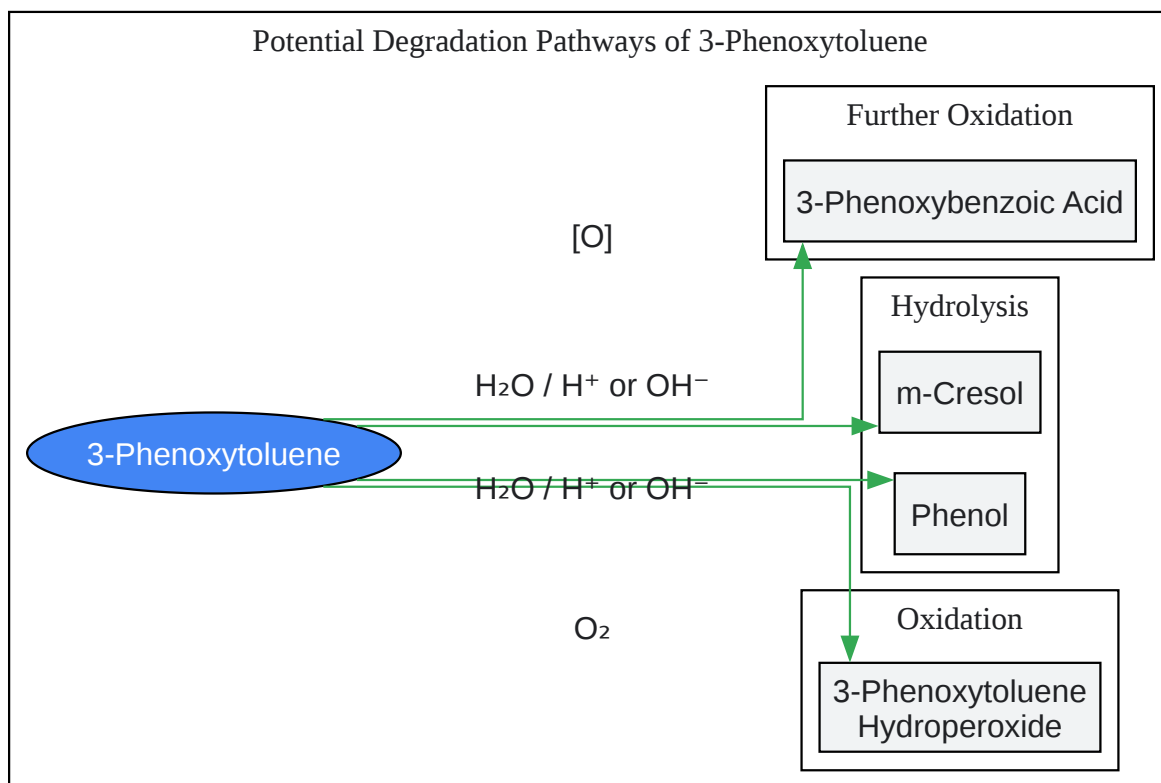 Potential Degradation Pathways of 3-Phenoxytoluene
Further Oxidation
3-Phenoxybenzoic Acid
[O]
Hydrolysis
H₂O / H⁺ or OH⁻
m-Cresol
3-Phenoxytoluene
H₂O / H⁺ or OH⁻
Phenol
Oxidation
O₂
3-Phenoxytoluene
Hydroperoxide